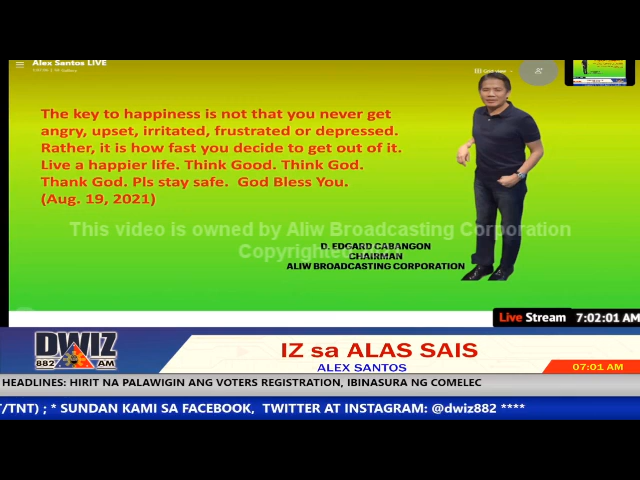 Alex Santos LIVE
Grid view
The key to happiness is not that you never get
angry, upset, irritated, frustrated or depressed.
Rather, it is how fast you decide to get out of it.
Live a happier life. Think Good. Think God.
Thank God. Pls stay safe. God Bless You.
(Aug. 19, 2021)
This video is owned by Aliw Broadcasting Corporation
Copyrighted
D. EDGARD CABANGON
CHAIRMAN
ALIW BROADCASTING CORPORATION
Live Stream 7:02:01 AM
DWIZ
882 AM
IZ sa ALAS SAIS
ALEX SANTOS
07:01 AM
HEADLINES: HIRIT NA PALAWIGIN ANG VOTERS REGISTRATION, IBINASURA NG COMELEC
T/TNT) ; * SUNDAN KAMI SA FACEBOOK, TWITTER AT INSTAGRAM: @dwiz882 ****